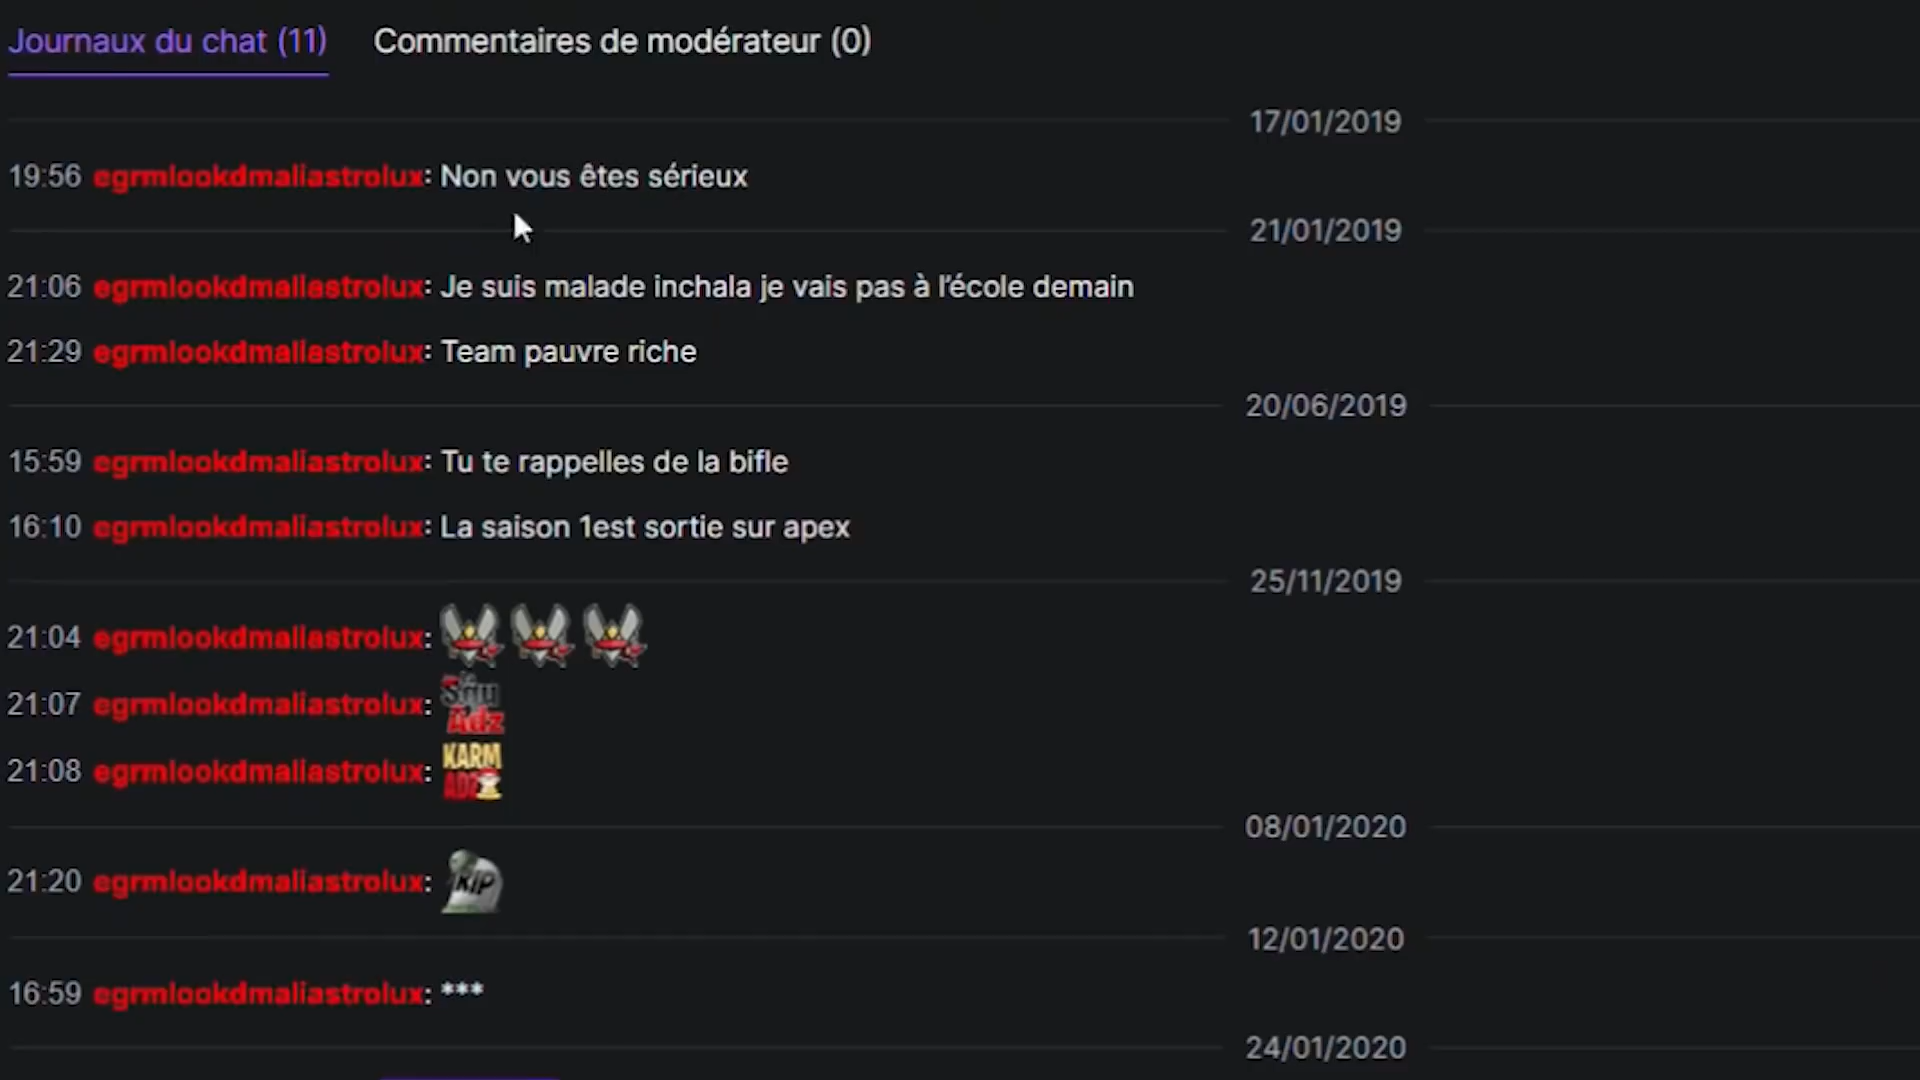 Journaux du chat (11) Commentaires de modérateur (0)
17/01/2019
19:56 egrmlookdmaliastrolux: Non vous êtes sérieux
21/01/2019
21:06 egrmlookdmaliastrolux: Je suis malade inchala je vais pas à l'école demain
21:29 egrmlookdmaliastrolux: Team pauvre riche
20/06/2019
15:59 egrmlookdmaliastrolux: Tu te rappelles de la bifle
16:10 egrmlookdmaliastrolux: La saison 1est sortie sur apex
25/11/2019
21:04 egrmlookdmaliastrolux:
21:07 egrmlookdmaliastrolux:
Adz
21:08 egrmlookdmaliastrolux: KARM
08/01/2020
21:20 egrmlookdmaliastrolux: RIP
12/01/2020
16:59 egrmlookdmaliastrolux: ***
24/01/2020